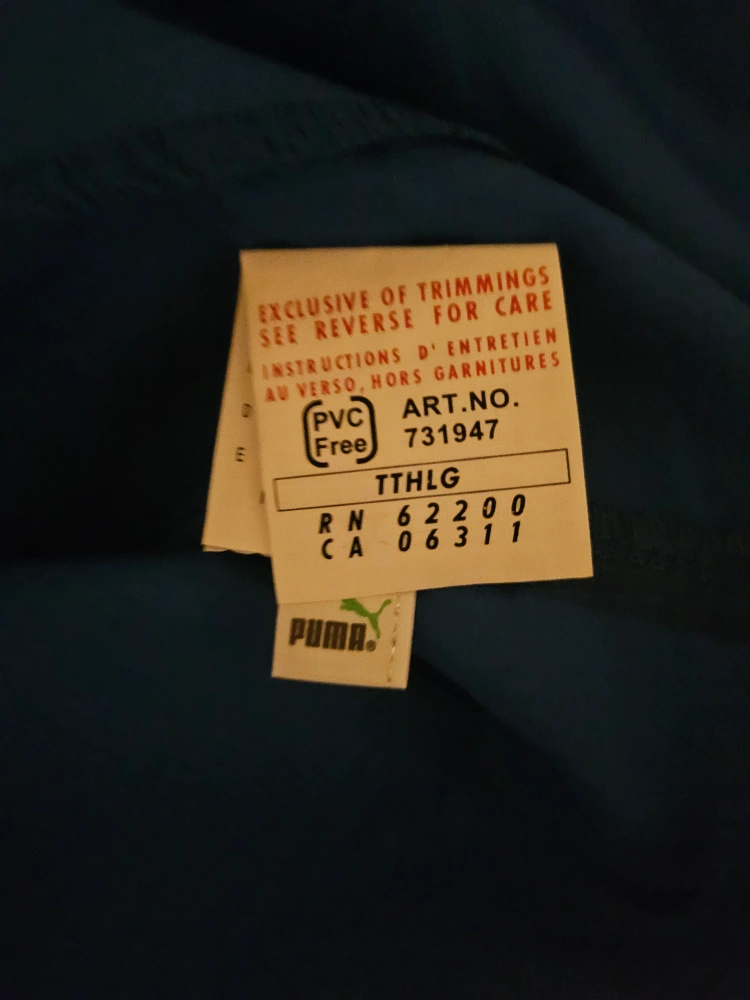 EXCLUSIVE OF TRIMMINGS
SEE REVERSE FOR CARE
INSTRUCTIONS D' ENTRETIEN
AU VERSO, HORS GARNITURES
PVC
Free
ART.NO.
731947
TTHLG
RN 62200
CA 06311
D
E
PUMA®